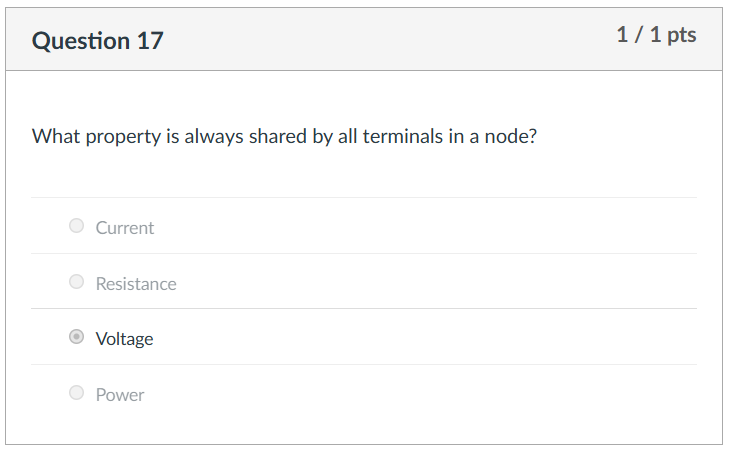 Question 17
1 / 1 pts
What property is always shared by all terminals in a node?
Current
Resistance
Voltage
Power